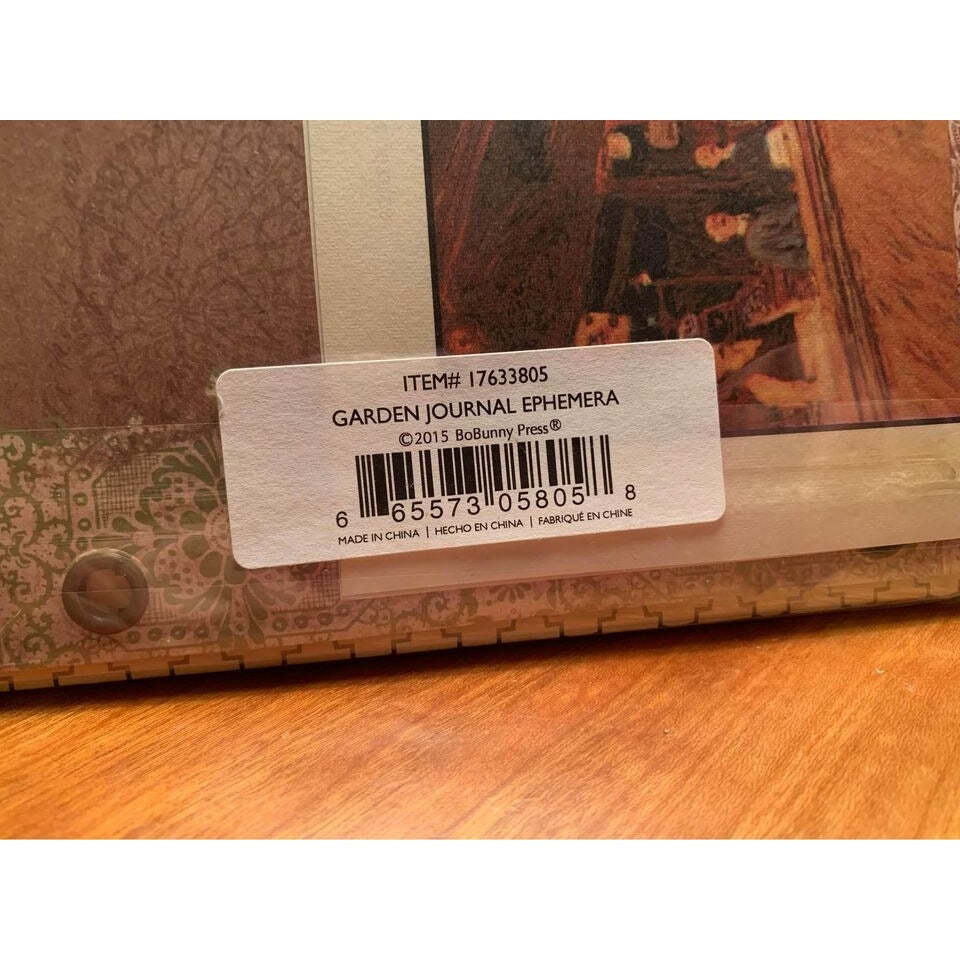 ITEM# 17633805
GARDEN JOURNAL EPHEMERA
©2015 BoBunny Press®
6 65573 05805 8
MADE IN CHINA | HECHO EN CHINA | FABRIQUÉ EN CHINE